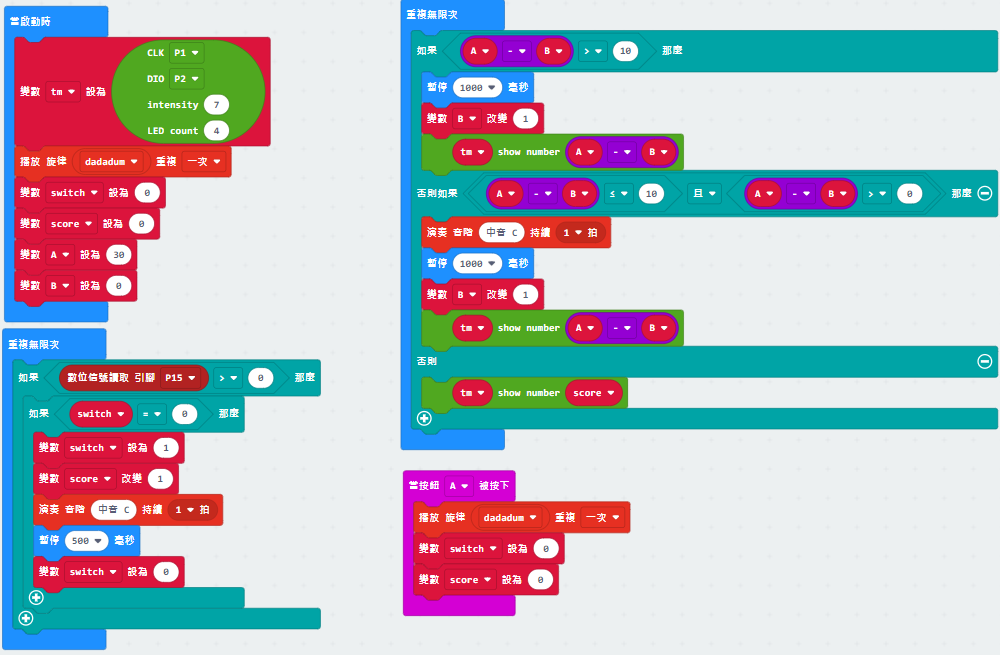 當啟動時
CLK P1
DIO P2
變數 tm 設為
intensity 7
LED count 4
播放 旋律 dadadum 重複 一次
變數 switch 設為 0
變數 score 設為 0
變數 A 設為 30
變數 B 設為 0
重複無限次
如果 數位信號讀取 引腳 P15 > 0 那麼
如果 switch = 0 那麼
變數 switch 設為 1
變數 score 改變 1
演奏 音階 中音 C 持續 1 拍
暫停 500 毫秒
變數 switch 設為 0
重複無限次
如果 A - B > 10 那麼
暫停 1000 毫秒
變數 B 改變 1
tm show number A - B
否則如果 A - B ≤ 10 且 A - B > 0 那麼
演奏 音階 中音 C 持續 1 拍
暫停 1000 毫秒
變數 B 改變 1
tm show number A - B
否則
tm show number score
當按鈕 A 被按下
播放 旋律 dadadum 重複 一次
變數 switch 設為 0
變數 score 設為 0